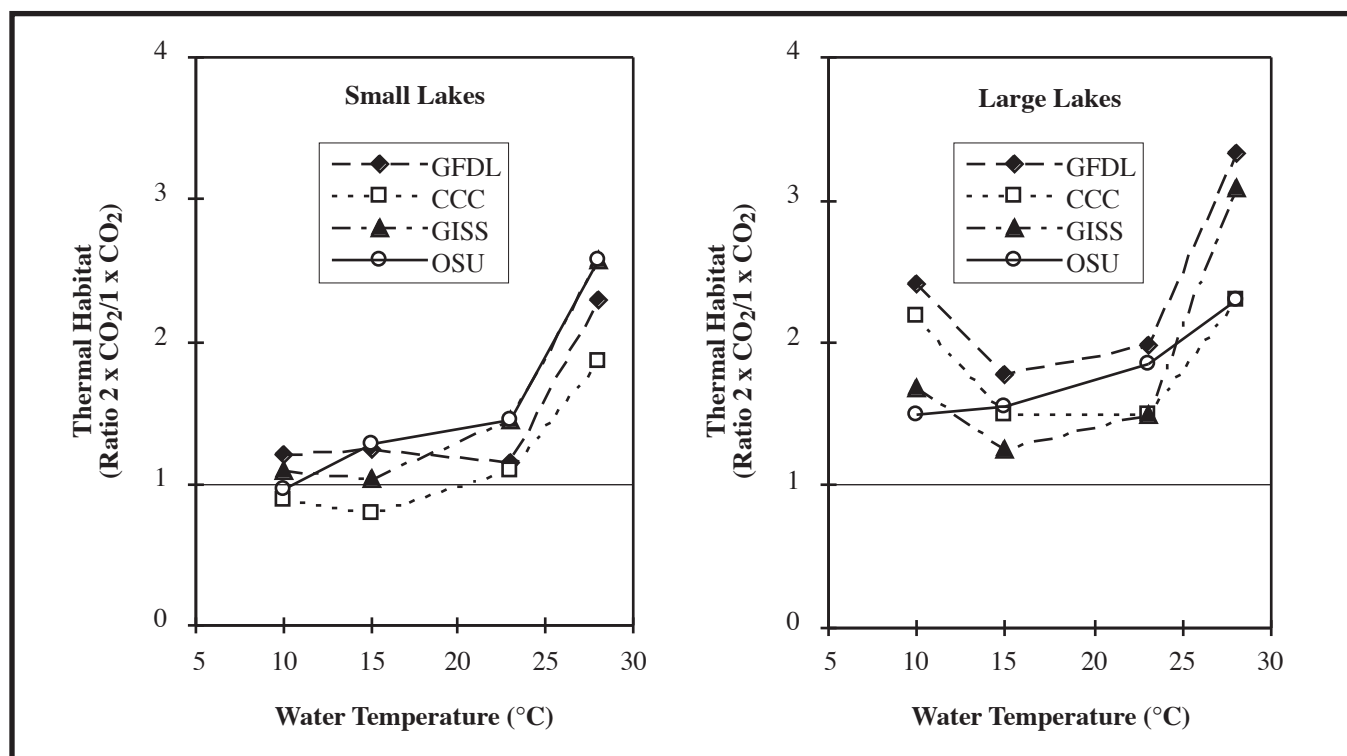 Small Lakes
GFDL
CCC
GISS
OSU
Thermal Habitat
(Ratio 2 x CO₂/1 x CO₂)
4
3
2
1
0
5 10 15 20 25 30
Water Temperature (°C)
Large Lakes
GFDL
CCC
GISS
OSU
Thermal Habitat
(Ratio 2 x CO₂/1 x CO₂)
4
3
2
1
0
5 10 15 20 25 30
Water Temperature (°C)